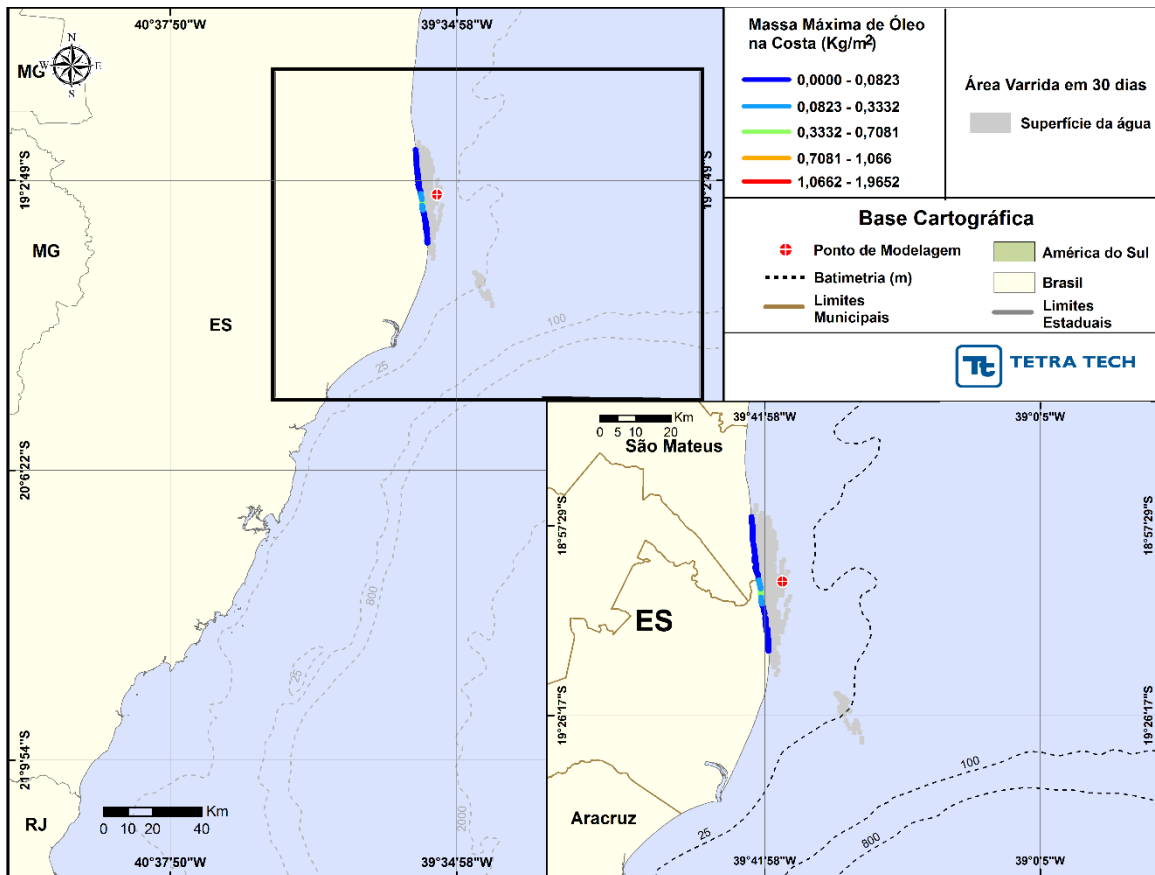 40°37'50"W
39°34'58"W
N
W
E
S
MG
MG
ES
19°2'49"S
19°2'49"S
100
25
20°6'22"S
800
25
21°9'54"S
2000
RJ
Km
0 10 20 40
40°37'50"W
39°34'58"W
Massa Máxima de Óleo
na Costa (Kg/m²)
0,0000 - 0,0823
0,0823 - 0,3332
0,3332 - 0,7081
0,7081 - 1,066
1,0662 - 1,9652
Área Varrida em 30 dias
Superfície da água
Base Cartográfica
Ponto de Modelagem
América do Sul
Batimetria (m)
Brasil
Limites
Municipais
Limites
Estaduais
Tt TETRA TECH
39°41'58"W
39°0'5"W
Km
0 5 10 20
São Mateus
18°57'29"S
18°57'29"S
ES
19°26'17"S
19°26'17"S
Aracruz
100
25
800
39°41'58"W
39°0'5"W